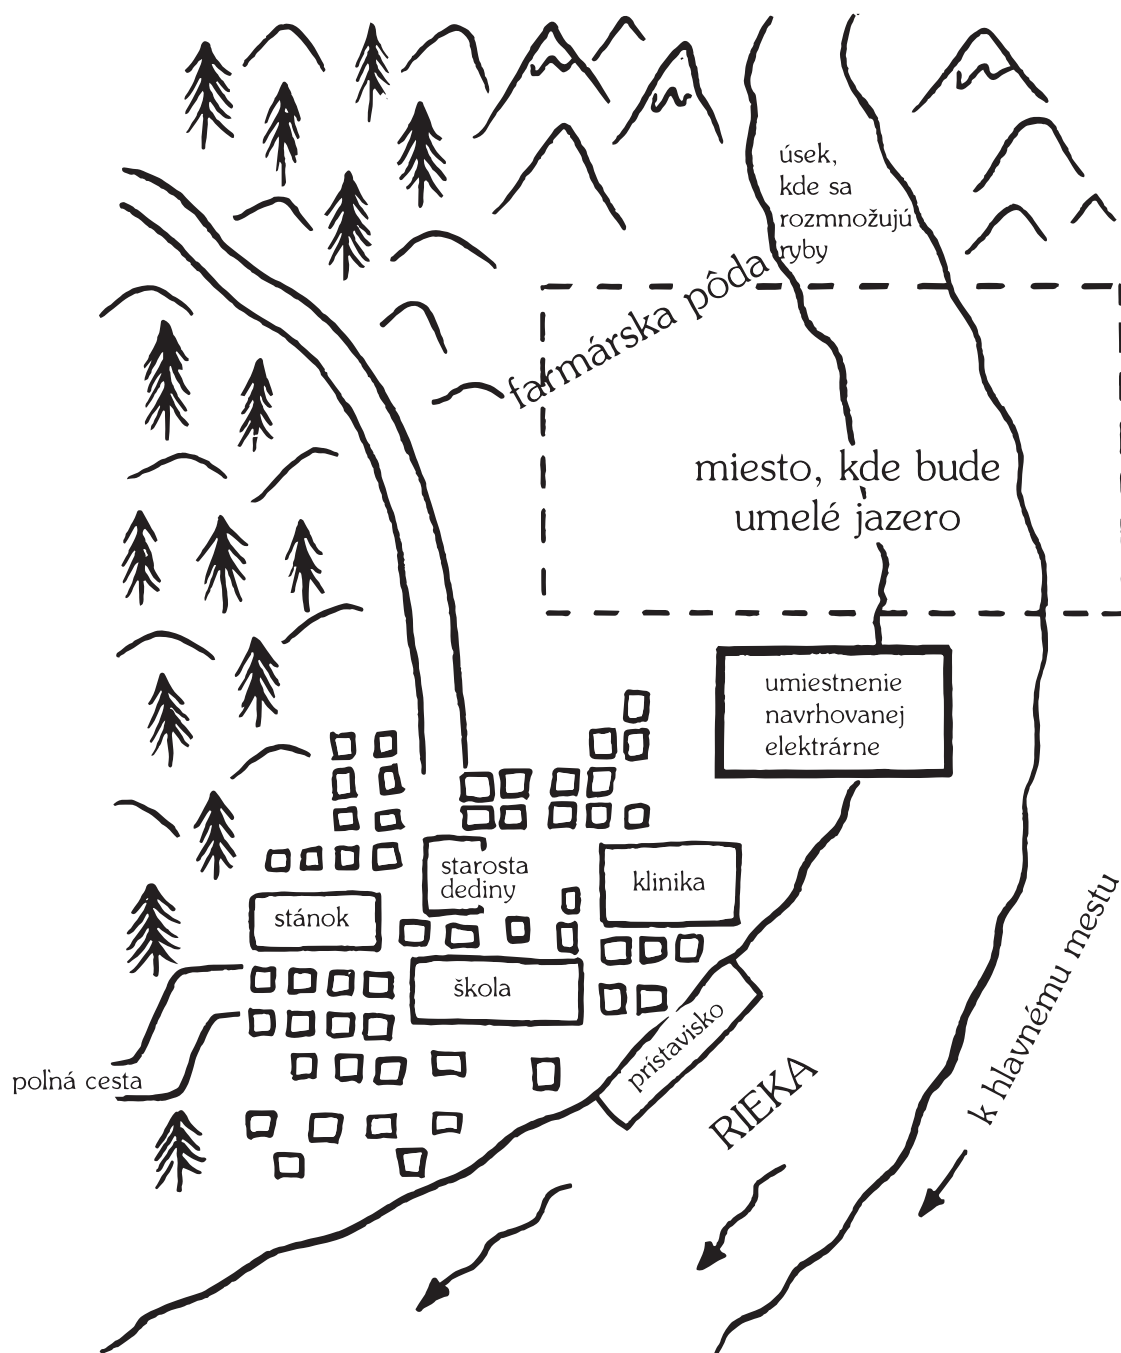 úsek,
kde sa
rozmnožujú
ryby
farmárska pôda
miesto, kde bude
umelé jazero
umiestnenie
navrhovanej
elektrárne
starosta
dediny
klinika
stánok
škola
prístavisko
poľná cesta
RIEKA
k hlavnému mestu